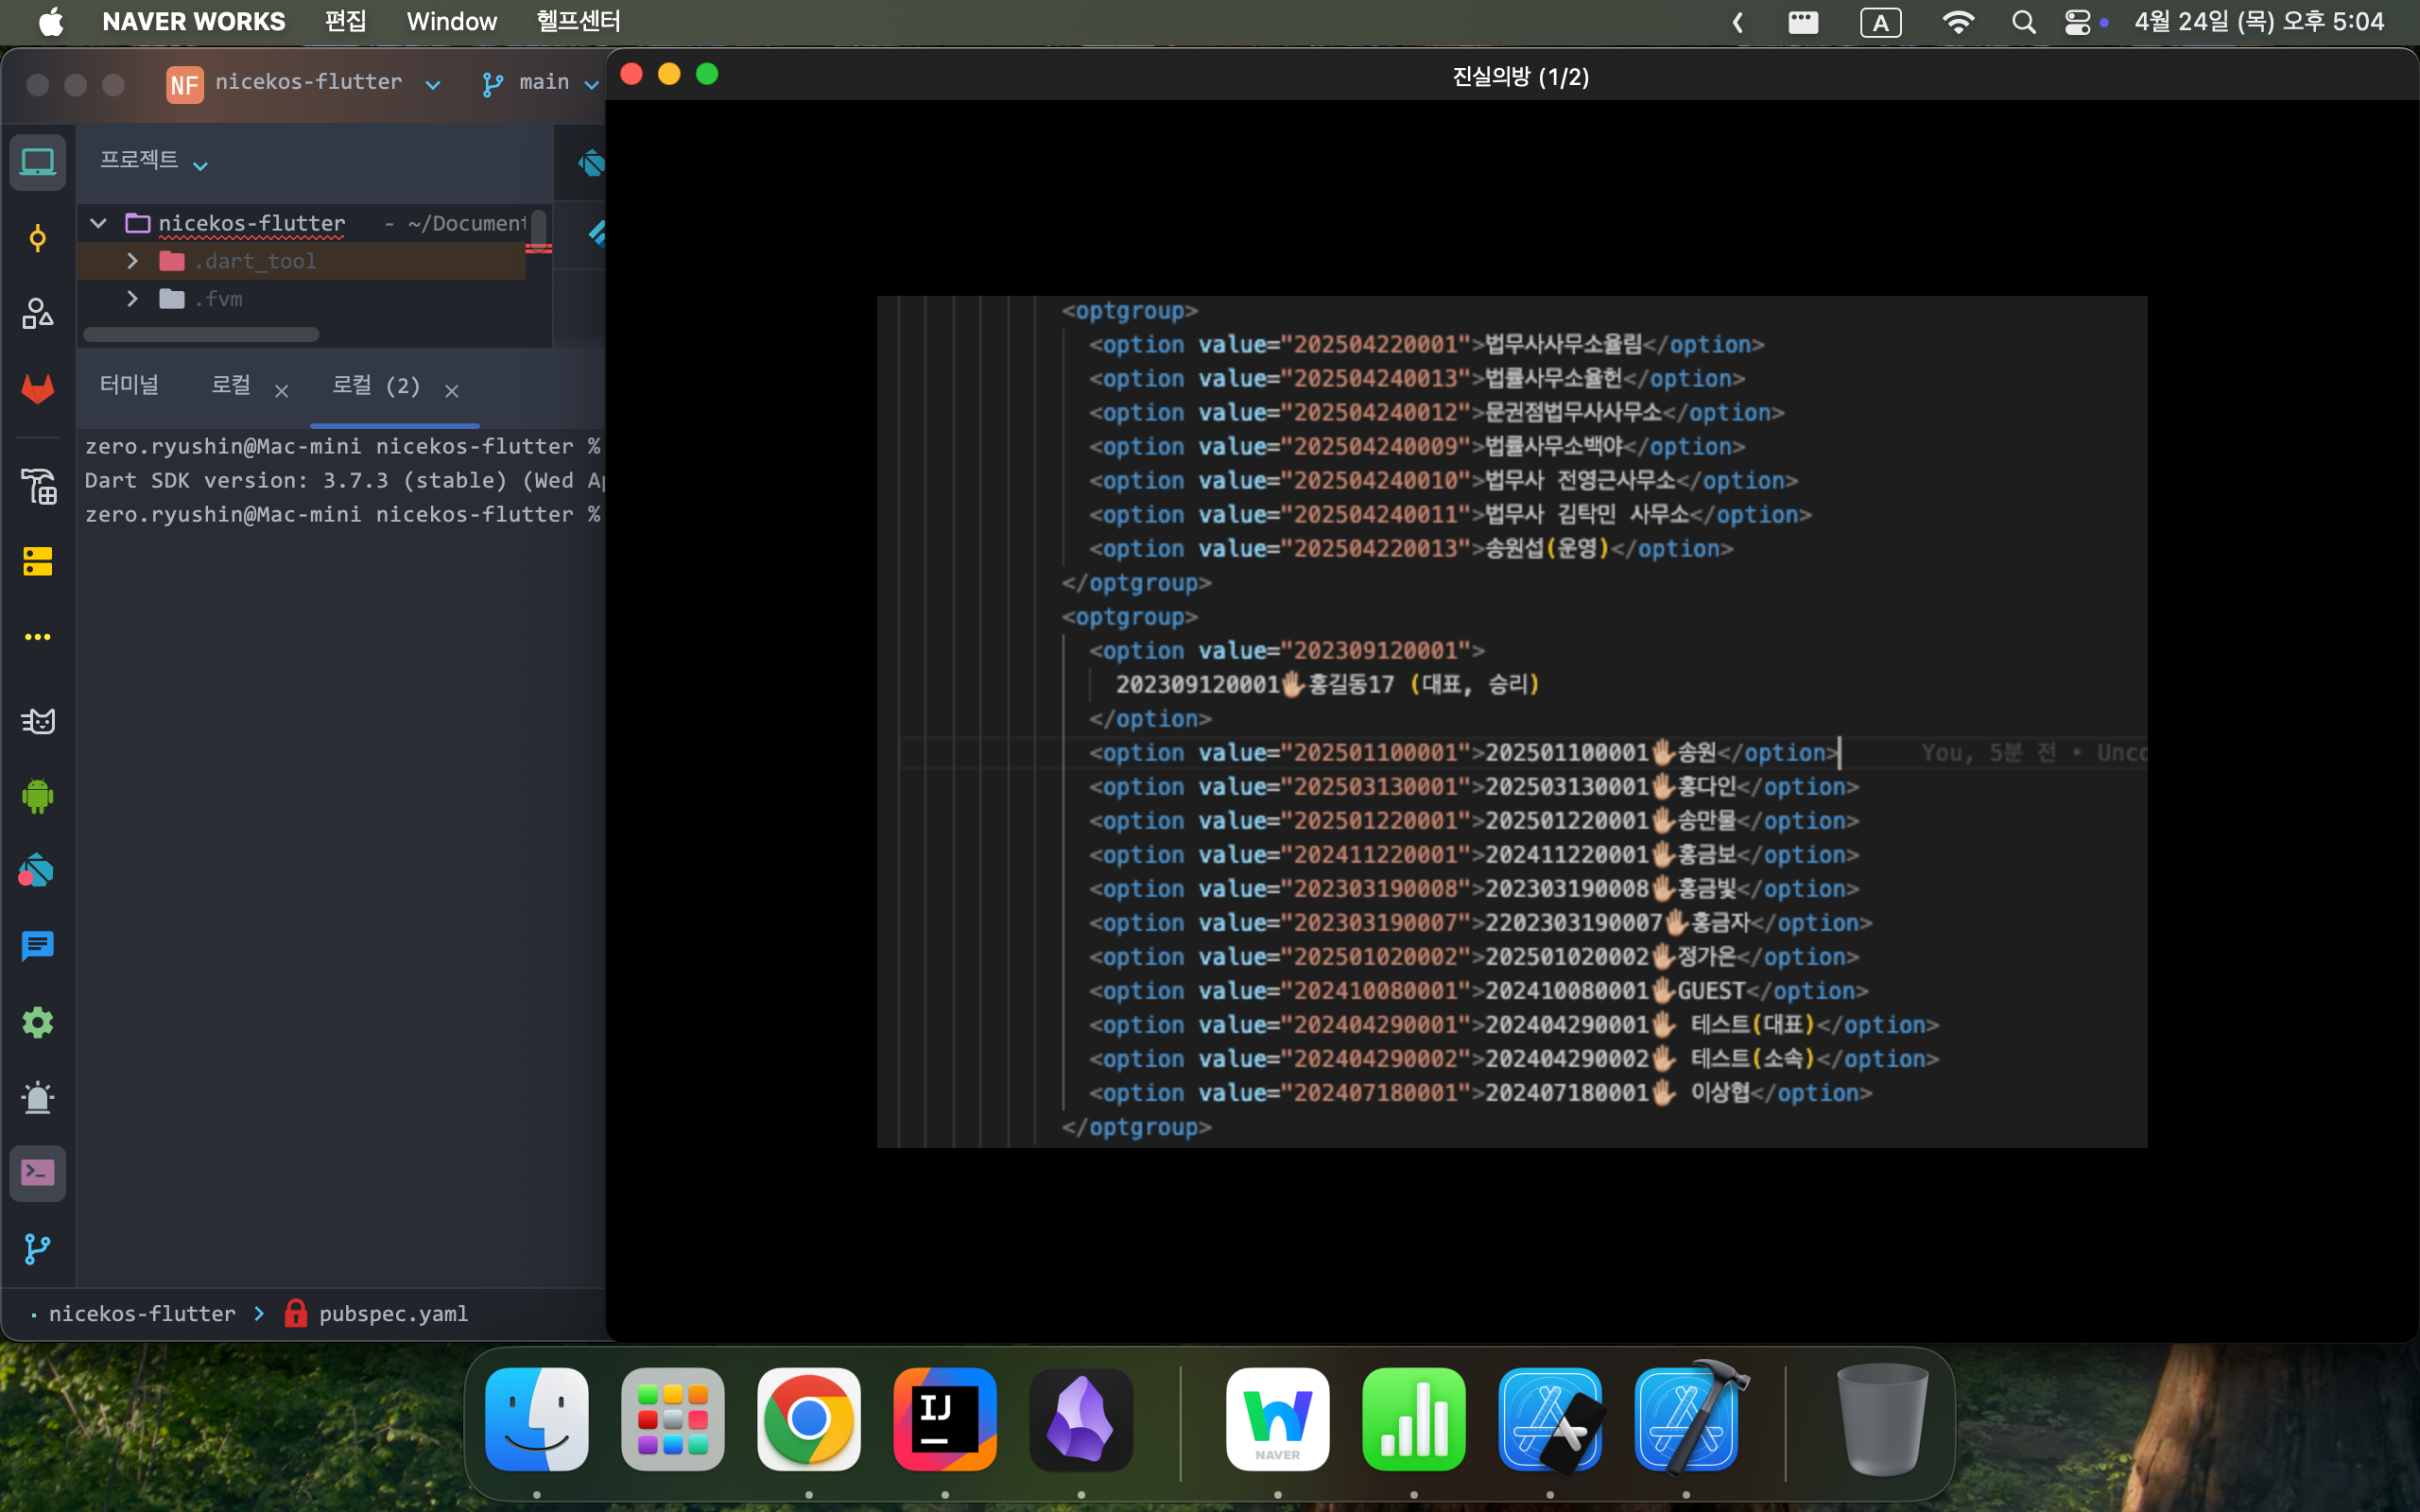 NAVER WORKS 편집 Window 헬프센터
A 4월 24일 (목) 오후 5:04
NF nicekos-flutter main
프로젝트
nicekos-flutter - ~/Document
.dart_tool
.fvm
터미널 로컬 × 로컬 (2) ×
zero.ryushin@Mac-mini nicekos-flutter %
Dart SDK version: 3.7.3 (stable) (Wed A
zero.ryushin@Mac-mini nicekos-flutter %
nicekos-flutter > pubspec.yaml
진실의방 (1/2)
<optgroup>
<option value="202504220001">법무사사무소율림</option>
<option value="202504240013">법률사무소율헌</option>
<option value="202504240012">문권점법무사사무소</option>
<option value="202504240009">법률사무소백야</option>
<option value="202504240010">법무사 전영근사무소</option>
<option value="202504240011">법무사 김탁민 사무소</option>
<option value="202504220013">송원섭(운영)</option>
</optgroup>
<optgroup>
<option value="202309120001">
202309120001🖐홍길동17 (대표, 승리)
</option>
<option value="202501100001">202501100001🖐송원</option> You, 5분 전 • Unco
<option value="202503130001">202503130001🖐홍다인</option>
<option value="202501220001">202501220001🖐송만물</option>
<option value="202411220001">202411220001🖐홍금보</option>
<option value="202303190008">202303190008🖐홍금빛</option>
<option value="202303190007">2202303190007🖐홍금자</option>
<option value="202501020002">202501020002🖐정가은</option>
<option value="202410080001">202410080001🖐GUEST</option>
<option value="202404290001">202404290001🖐 테스트(대표)</option>
<option value="202404290002">202404290002🖐 테스트(소속)</option>
<option value="202407180001">202407180001🖐 이상협</option>
</optgroup>
IJ
NAVER